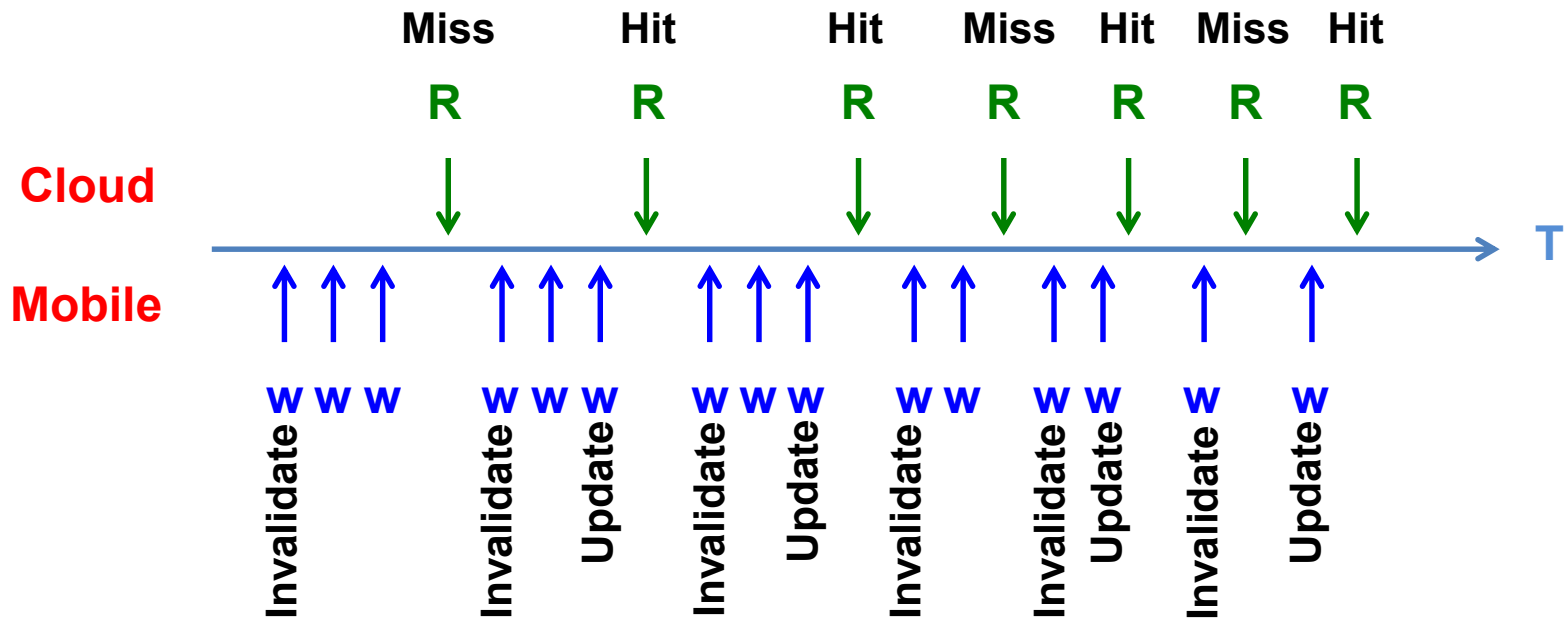 Miss Hit Hit Miss Hit Miss Hit
R R R R R R R
Cloud
T
Mobile
w w w w w w w w w w w w w w w
Invalidate Invalidate Update Invalidate Update Invalidate Invalidate Update Invalidate Update